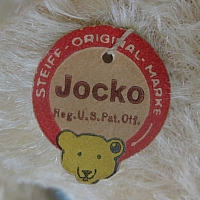 STEIFF-ORIGINAL-MARKE
Jocko
Reg.U.S.Pat.Off.